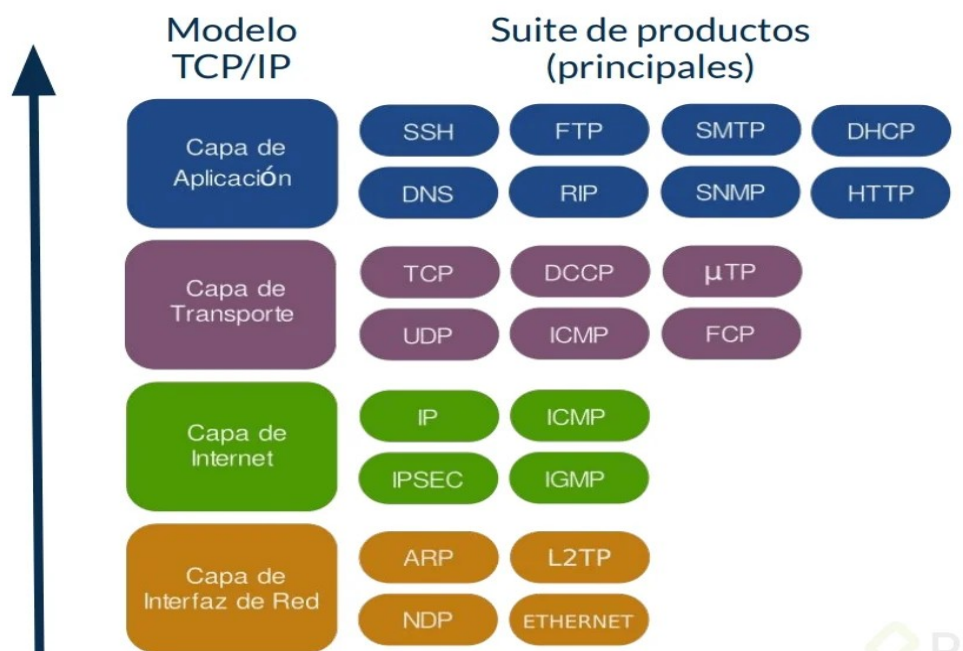 Modelo
TCP/IP
Suite de productos
(principales)
Capa de
Aplicación
SSH
FTP
SMTP
DHCP
DNS
RIP
SNMP
HTTP
Capa de
Transporte
TCP
DCCP
µTP
UDP
ICMP
FCP
Capa de
Internet
IP
ICMP
IPSEC
IGMP
Capa de
Interfaz de Red
ARP
L2TP
NDP
ETHERNET